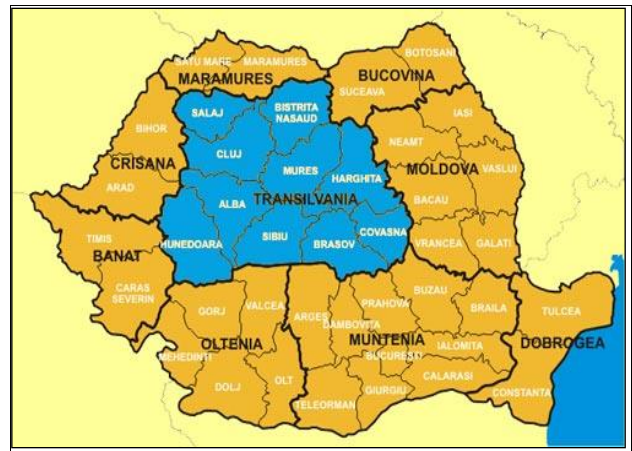 SATU MARE
MARAMURES
MARAMURES
BOTOSANI
BUCOVINA
SUCEAVA
SALAJ
BISTRITA
NASAUD
IASI
BIHOR
CLUJ
NEAMT
CRISANA
MURES
HARGHITA
MOLDOVA
VASLUI
ARAD
ALBA
TRANSILVANIA
BACAU
TIMIS
HUNEDOARA
SIBIU
BRASOV
COVASNA
VRANCEA
GALATI
BANAT
CARAS
SEVERIN
GORJ
VALCEA
ARGES
DAMBOVITA
PRAHOVA
BUZAU
BRAILA
TULCEA
MEHEDINTI
OLTENIA
MUNTENIA
IALOMITA
DOBROGEA
BUCURESTI
DOLJ
OLT
TELEORMAN
GIURGIU
CALARASI
CONSTANTA